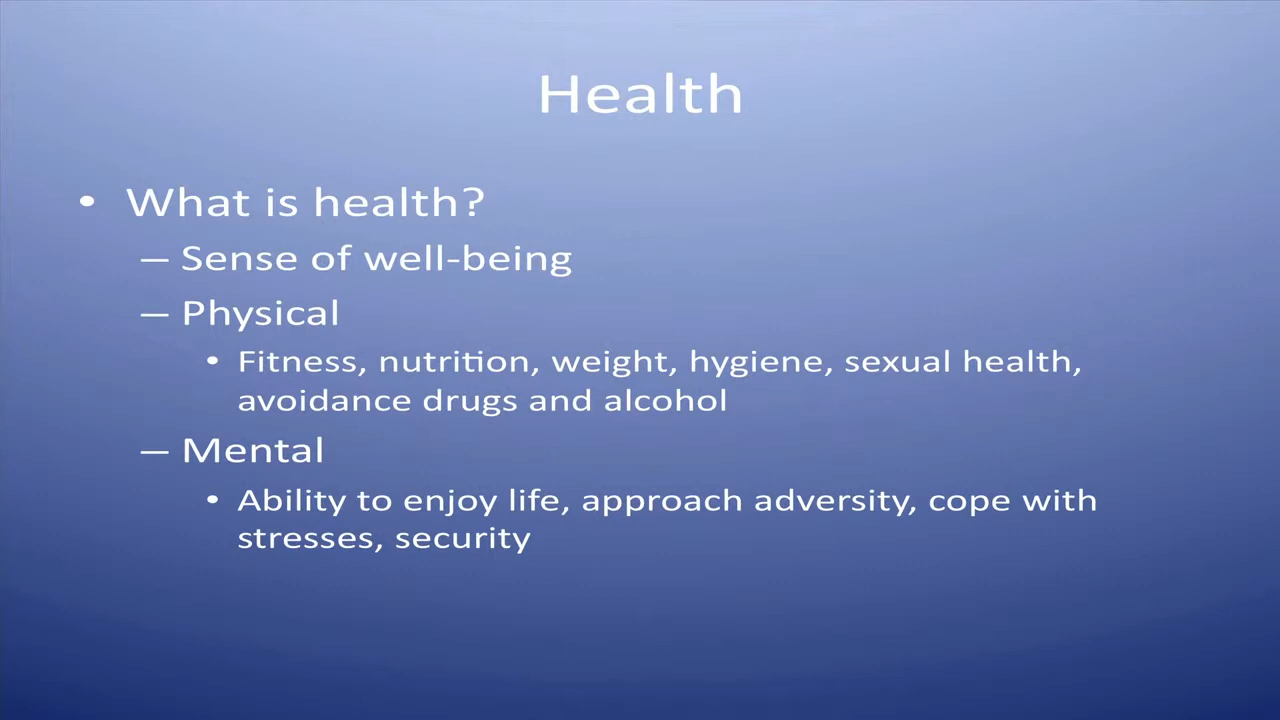 Health
• What is health?
– Sense of well-being
– Physical
• Fitness, nutrition, weight, hygiene, sexual health,
avoidance drugs and alcohol
– Mental
• Ability to enjoy life, approach adversity, cope with
stresses, security